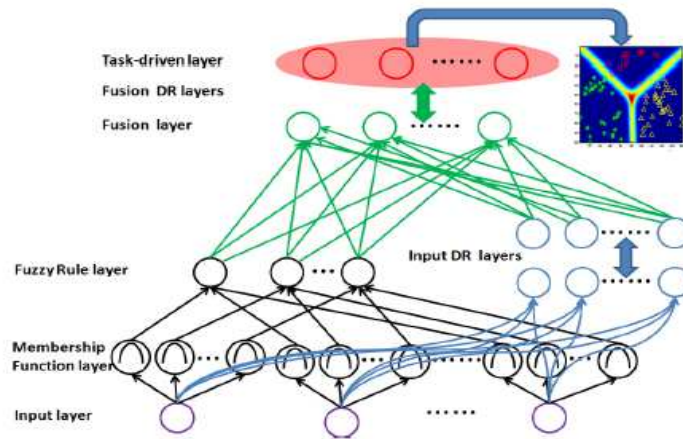 Task-driven layer
Fusion DR layers
Fusion layer
Fuzzy Rule layer
Input DR layers
Membership
Function layer
Input layer